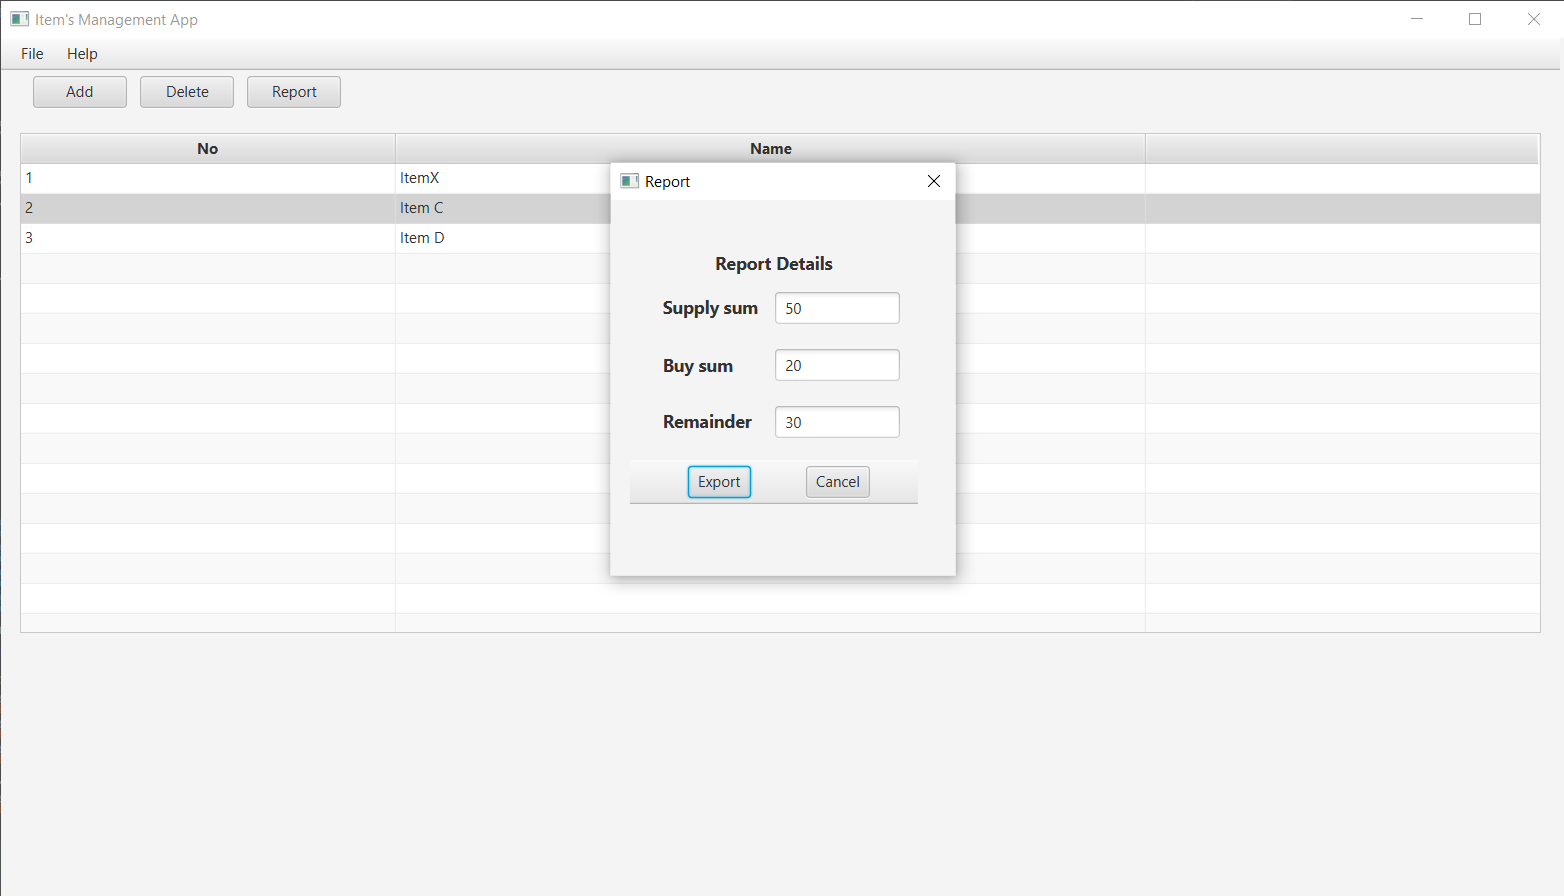 Item's Management App
File Help
Add Delete Report
No Name
1 ItemX
2 Item C
3 Item D
Report
Report Details
Supply sum 50
Buy sum 20
Remainder 30
Export Cancel